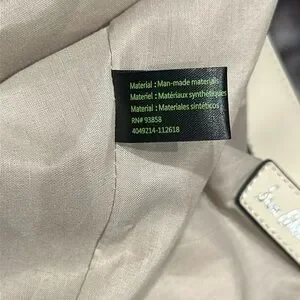 Material : Man-made materials
Materiel : Matériaux synthétiques
Material : Materiales sintéticos
RN# 93858
4049214-112618